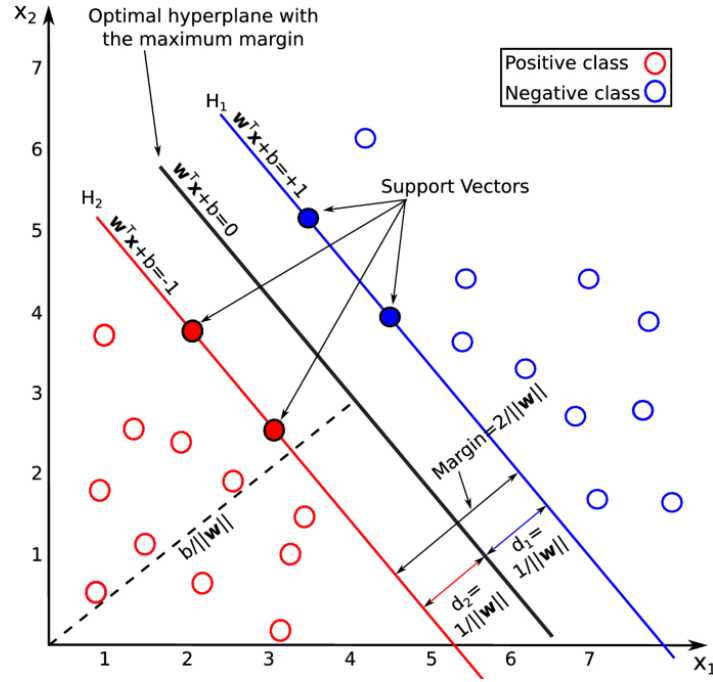 x₂
Optimal hyperplane with
the maximum margin
Positive class
Negative class
7
6
5
4
3
2
1
H₁
wᵀx+b=+1
wᵀx+b=0
H₂
wᵀx+b=-1
Support Vectors
Margin=2/||w||
b/||w||
d₁=
1/||w||
d₂=
1/||w||
1 2 3 4 5 6 7
x₁